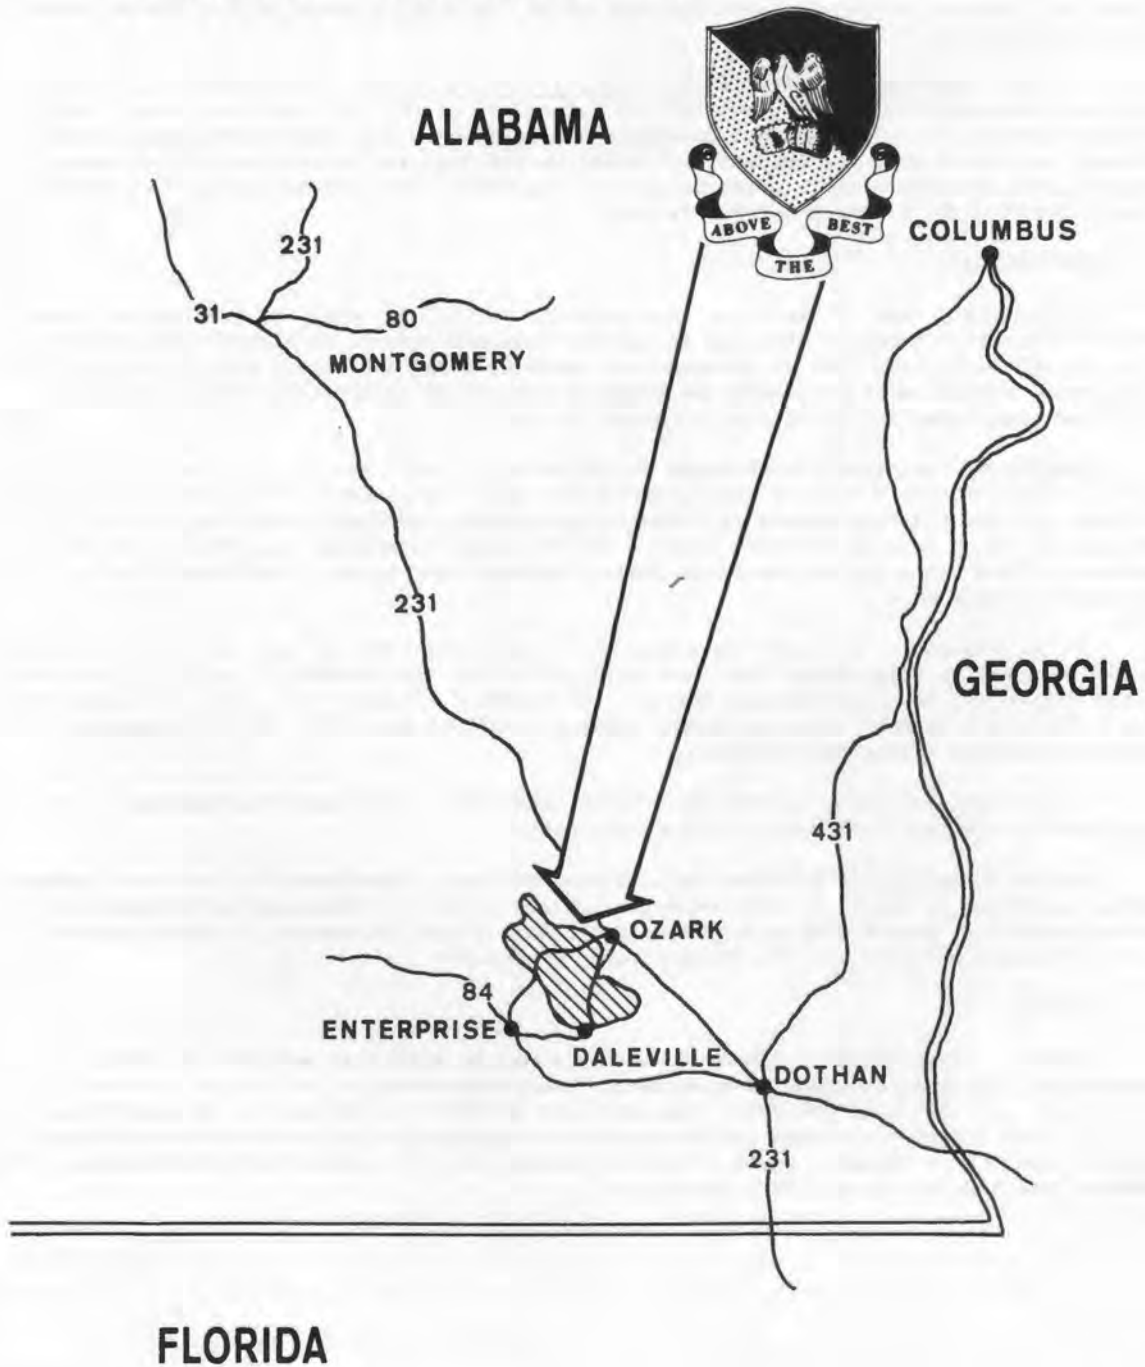 ALABAMA
ABOVE THE BEST
COLUMBUS
231
31
80
MONTGOMERY
231
GEORGIA
431
OZARK
84
ENTERPRISE
DALEVILLE
DOTHAN
231
FLORIDA